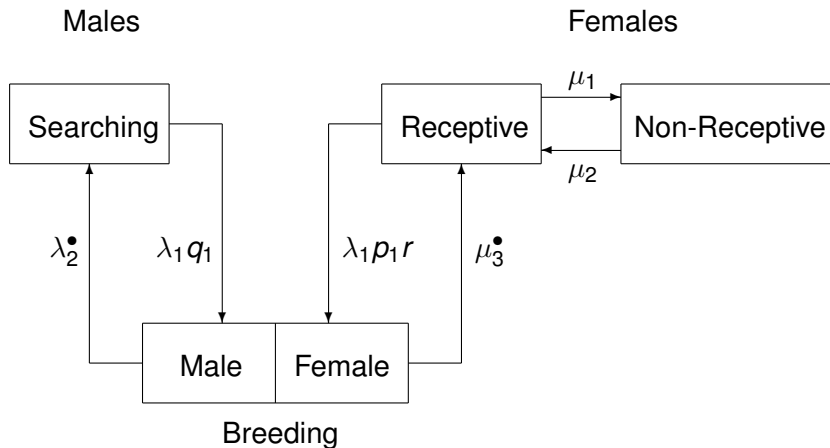 Males Females
μ1
Searching Receptive Non-Receptive
μ2
λ2• λ1q1 λ1p1r μ3•
Male Female
Breeding